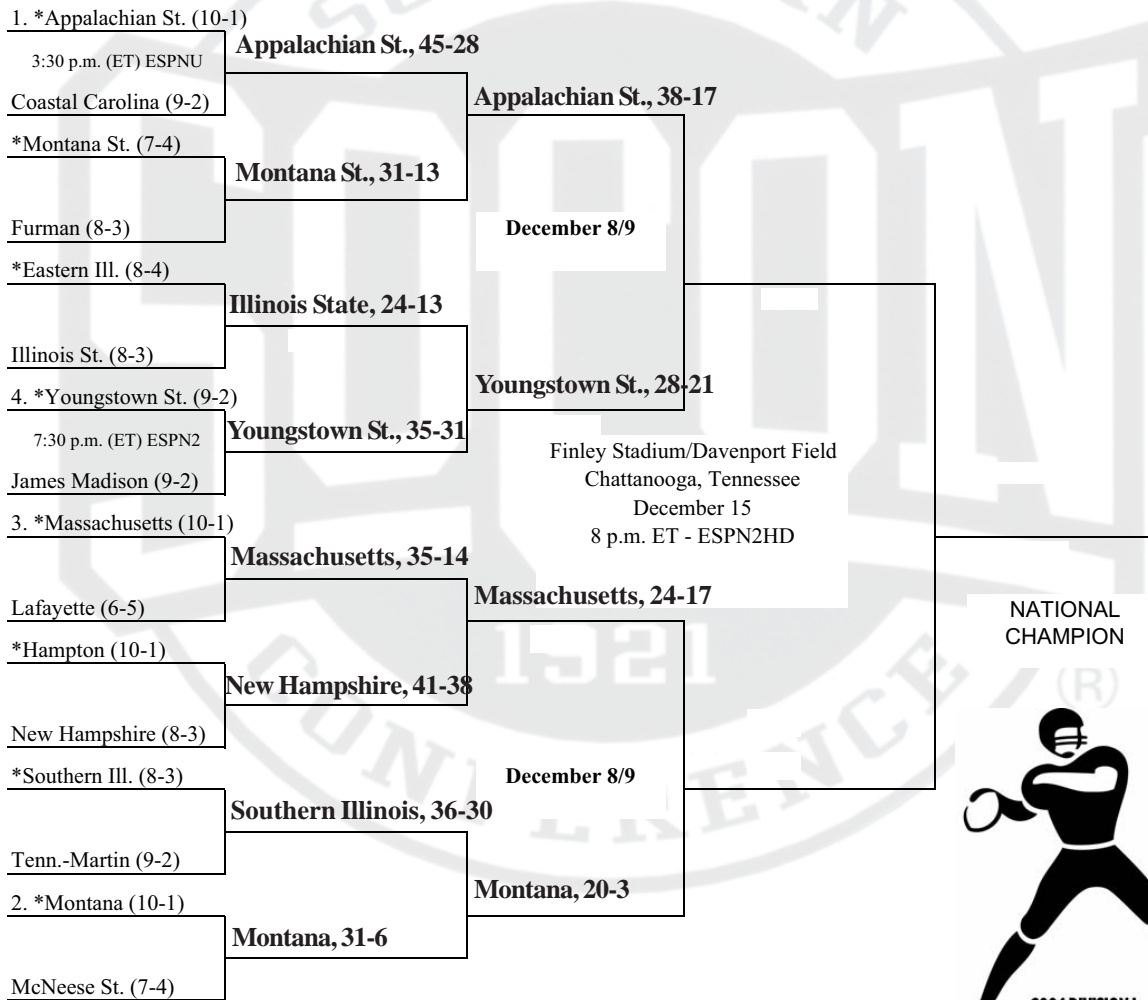 1. *Appalachian St. (10-1)
3:30 p.m. (ET) ESPNU
Coastal Carolina (9-2)
*Montana St. (7-4)
Furman (8-3)
*Eastern Ill. (8-4)
Illinois St. (8-3)
4. *Youngstown St. (9-2)
7:30 p.m. (ET) ESPN2
James Madison (9-2)
3. *Massachusetts (10-1)
Lafayette (6-5)
*Hampton (10-1)
New Hampshire (8-3)
*Southern Ill. (8-3)
Tenn.-Martin (9-2)
2. *Montana (10-1)
McNeese St. (7-4)
Appalachian St., 45-28
Montana St., 31-13
Illinois State, 24-13
Youngstown St., 35-31
Massachusetts, 35-14
New Hampshire, 41-38
Southern Illinois, 36-30
Montana, 31-6
Appalachian St., 38-17
December 8/9
Youngstown St., 28-21
Massachusetts, 24-17
December 8/9
Montana, 20-3
Finley Stadium/Davenport Field
Chattanooga, Tennessee
December 15
8 p.m. ET - ESPN2HD
NATIONAL
CHAMPION
SOCON
1921
CONFERENCE
(R)